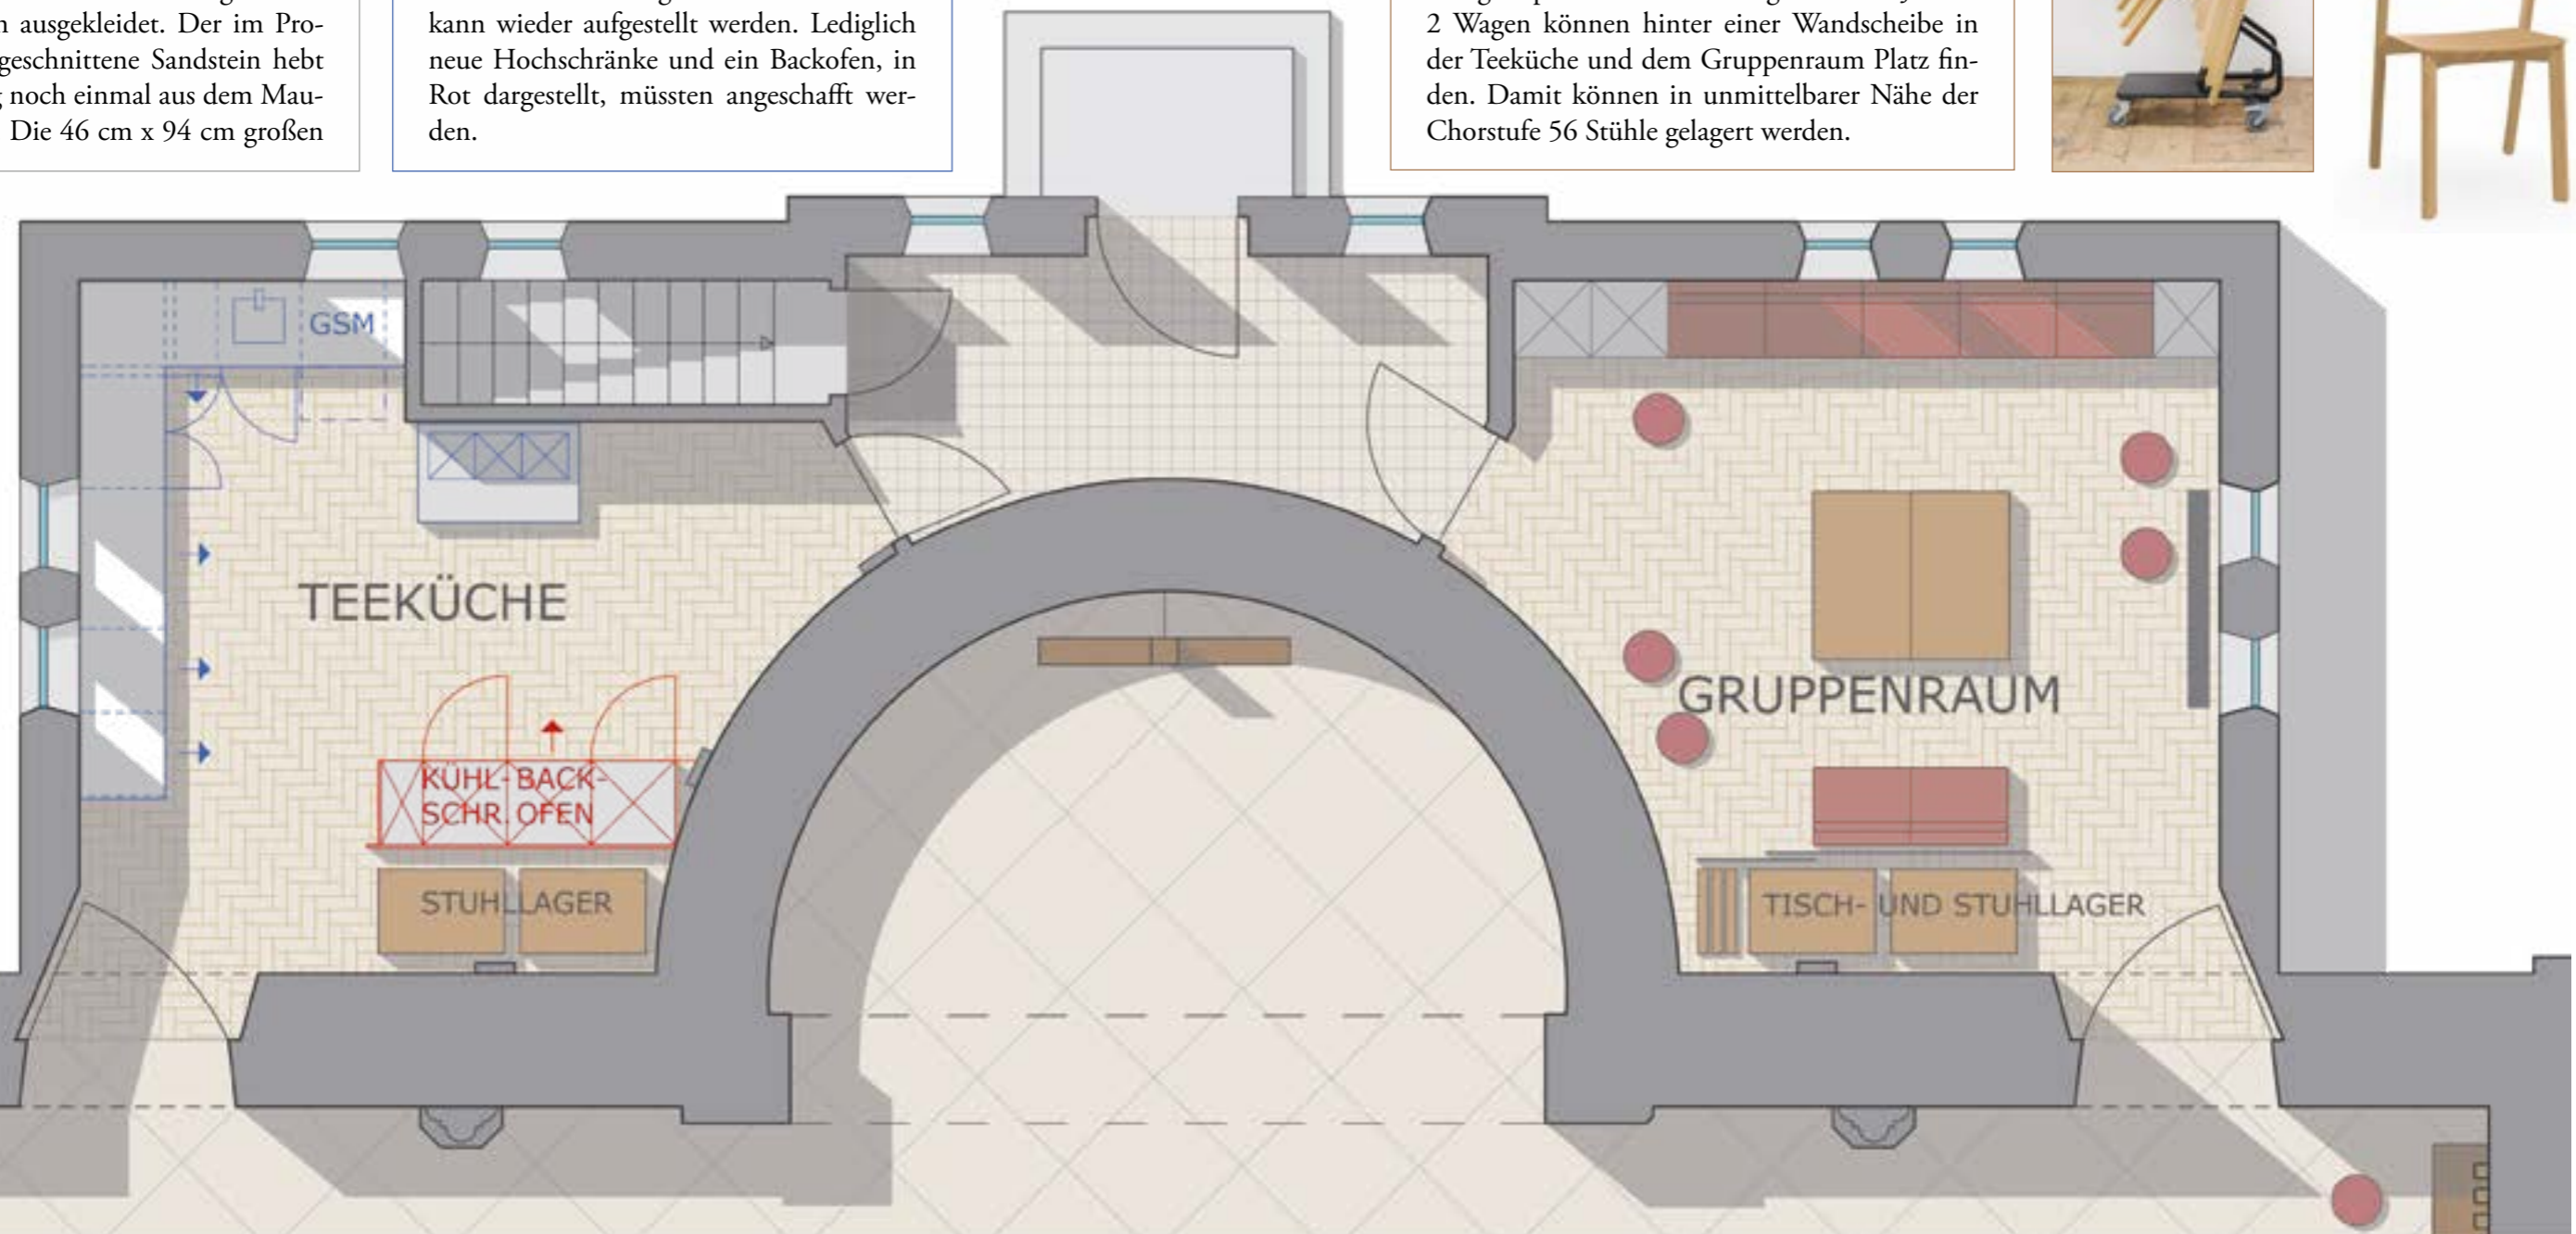 n ausgekleidet. Der im Pro-
geschnittene Sandstein hebt
g noch einmal aus dem Mau-
Die 46 cm x 94 cm großen
kann wieder aufgestellt werden. Lediglich
neue Hochschränke und ein Backofen, in
Rot dargestellt, müssten angeschafft wer-
den.
2 Wagen können hinter einer Wandscheibe in
der Teeküche und dem Gruppenraum Platz fin-
den. Damit können in unmittelbarer Nähe der
Chorstufe 56 Stühle gelagert werden.
GSM
TEEKÜCHE
GRUPPENRAUM
KÜHL- BACK-
SCHR. OFEN
STUHLLAGER
TISCH- UND STUHLLAGER